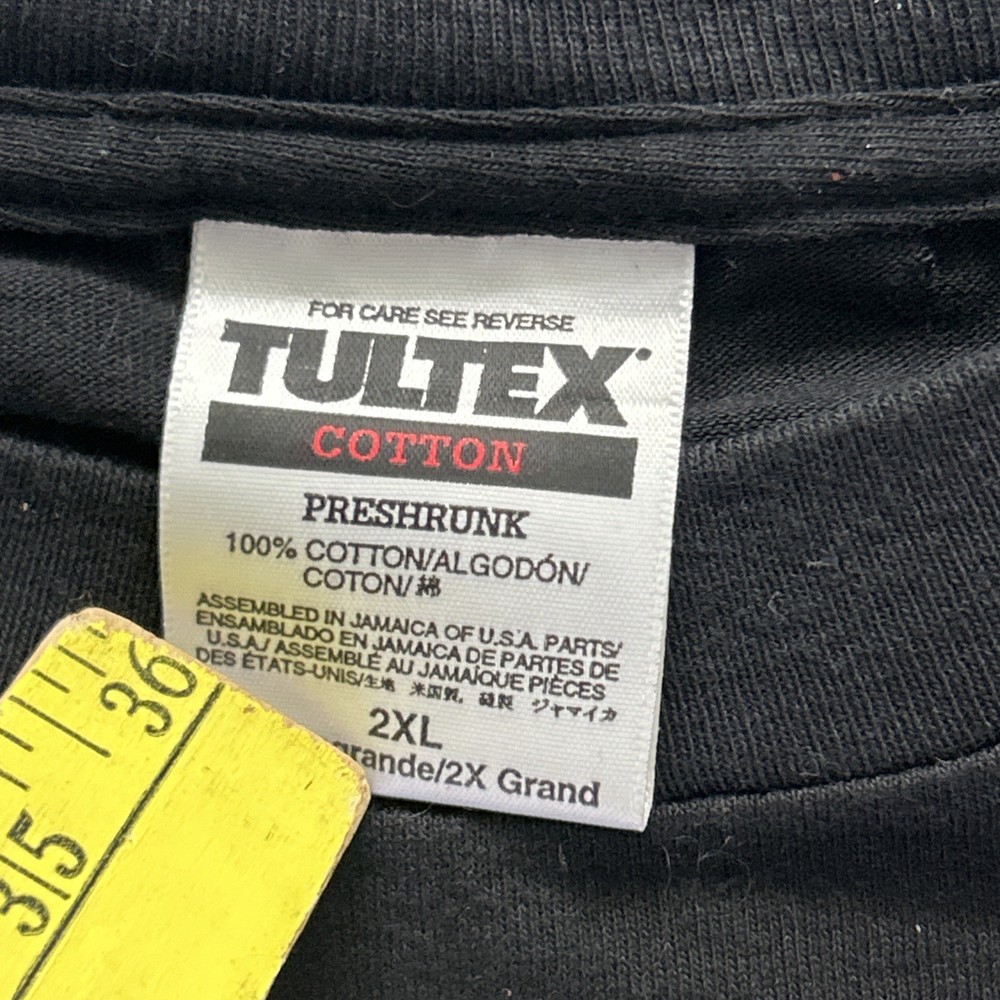 FOR CARE SEE REVERSE
TULTEX
COTTON
PRESHRUNK
100% COTTON/ALGODÓN/
COTON/綿
ASSEMBLED IN JAMAICA OF U.S.A. PARTS/
ENSAMBLADO EN JAMAICA DE PARTES DE
U.S.A./ ASSEMBLÉ AU JAMAÏQUE PIÈCES
DES ÉTATS-UNIS/生地 米国製, 縫製 ジャマイカ
2XL
grande/2X Grand
36
35